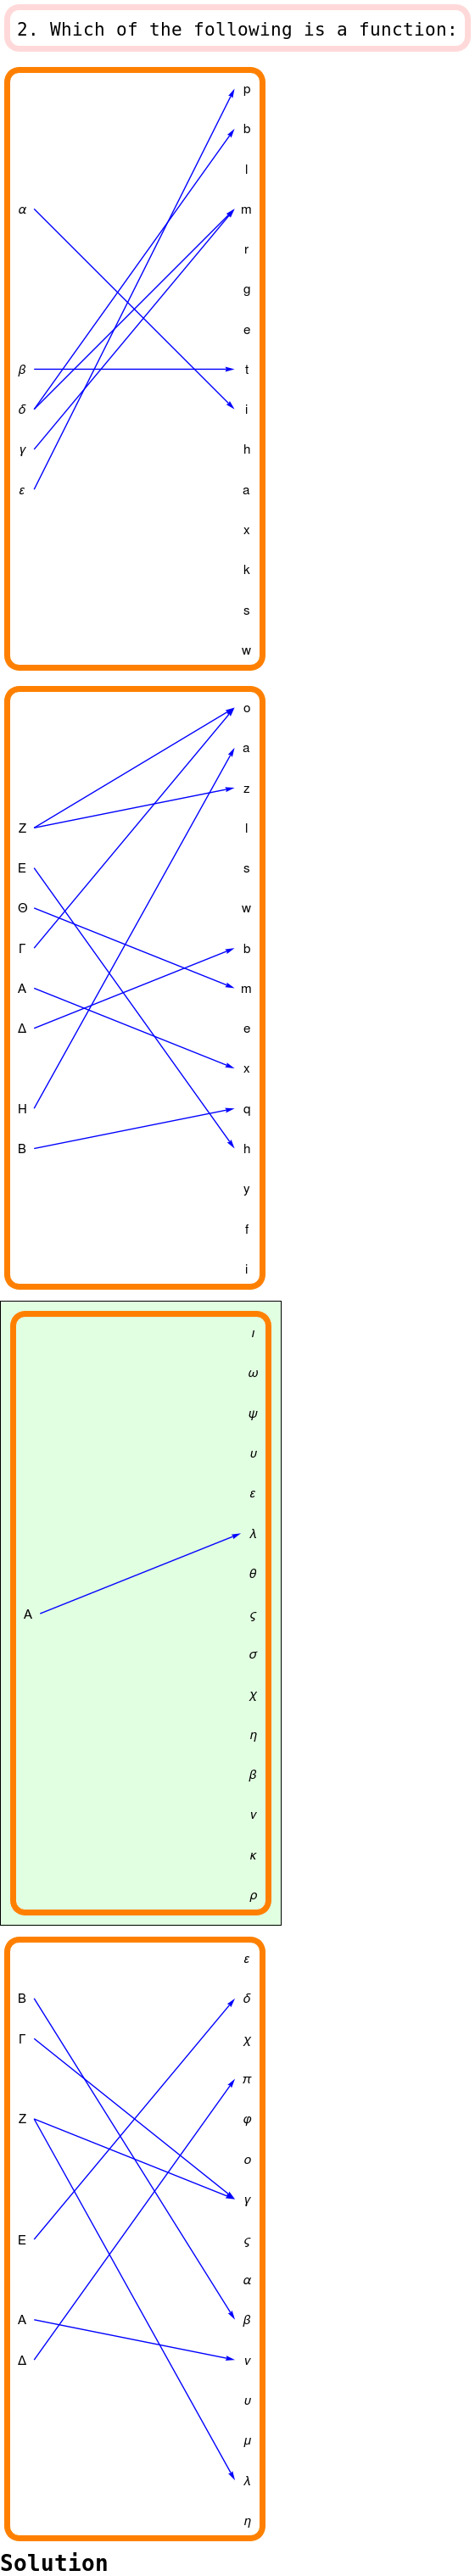 2. Which of the following is a function:
p
b
l
α m
r
g
e
β t
δ i
γ h
ε a
x
k
s
w
o
a
z
Z l
E s
Θ w
Γ b
A m
Δ e
x
H q
B h
y
f
i
ι
ω
ψ
υ
ε
λ
θ
A ς
σ
χ
η
β
ν
κ
ρ
ε
B δ
Γ χ
π
Z φ
ο
γ
E ς
α
A β
Δ ν
υ
μ
λ
η
Solution